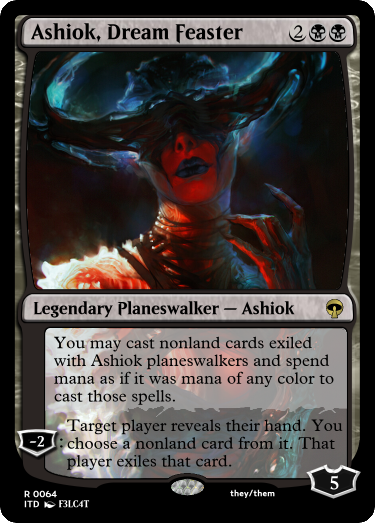 Ashiok, Dream Feaster 2
Legendary Planeswalker — Ashiok
You may cast nonland cards exiled
with Ashiok planeswalkers and spend
mana as if it was mana of any color to
cast those spells.
-2 : Target player reveals their hand. You
choose a nonland card from it. That
player exiles that card.
5
R 0064
ITD F3LC4T they/them